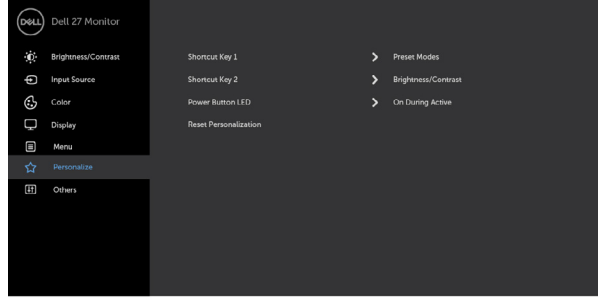 DELL Dell 27 Monitor
Brightness/Contrast
Shortcut Key 1 Preset Modes
Input Source
Shortcut Key 2 Brightness/Contrast
Color
Power Button LED On During Active
Display
Reset Personalization
Menu
Personalize
Others